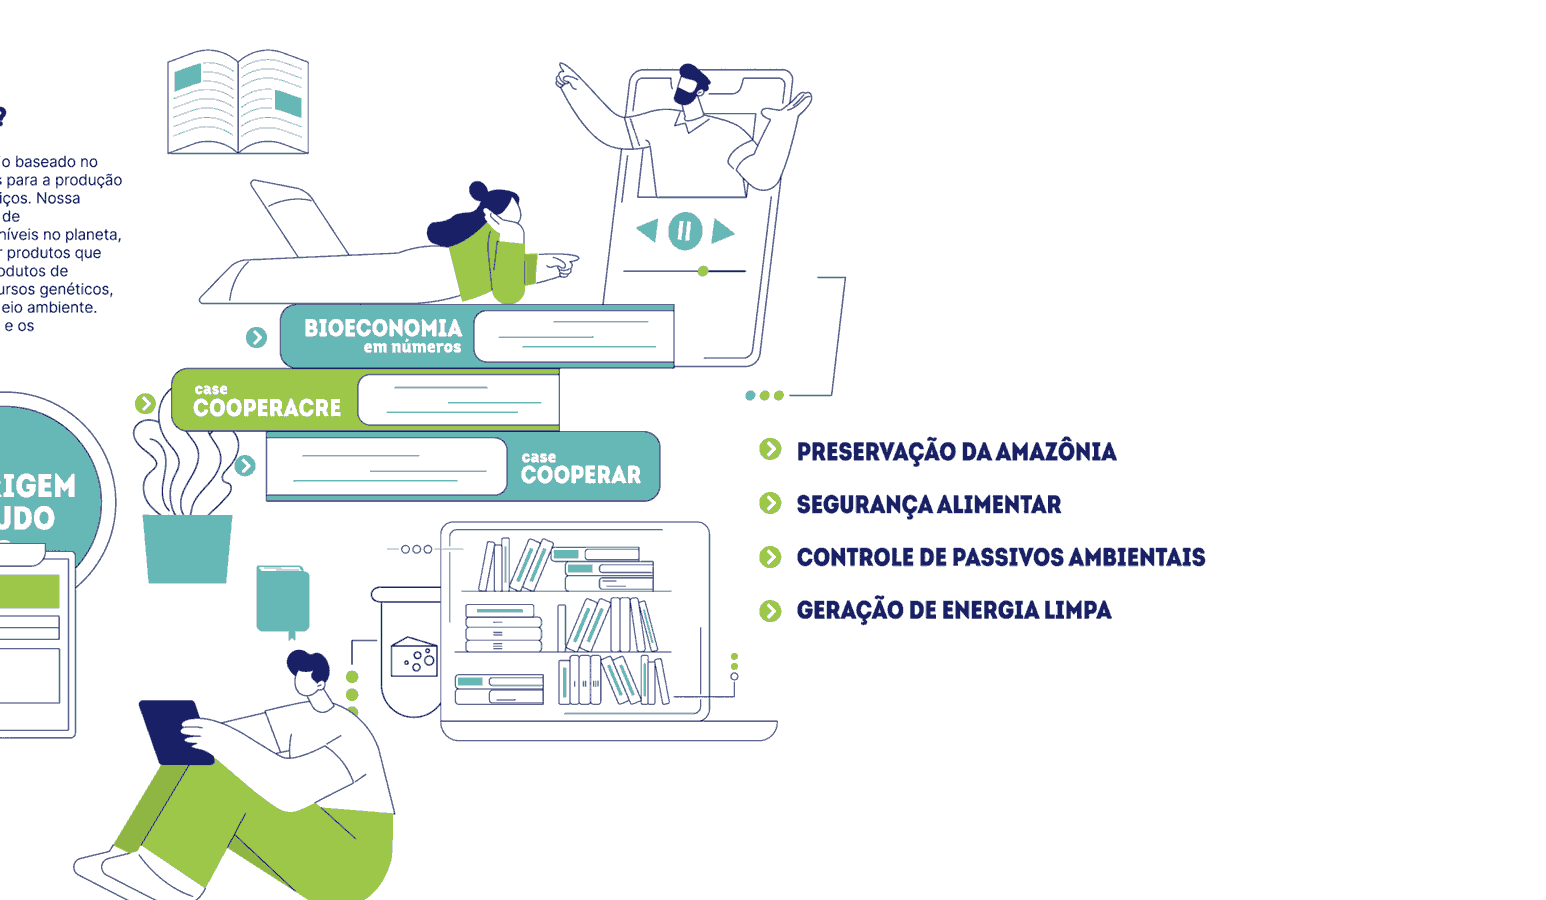 ?
o baseado no
s para a produção
iços. Nossa
de
níveis no planeta,
r produtos que
odutos de
ursos genéticos,
eio ambiente.
e os
RIGEM
UDO
BIOECONOMIA
em números
case
COOPERACRE
case
COOPERAR
PRESERVAÇÃO DA AMAZÔNIA
SEGURANÇA ALIMENTAR
CONTROLE DE PASSIVOS AMBIENTAIS
GERAÇÃO DE ENERGIA LIMPA